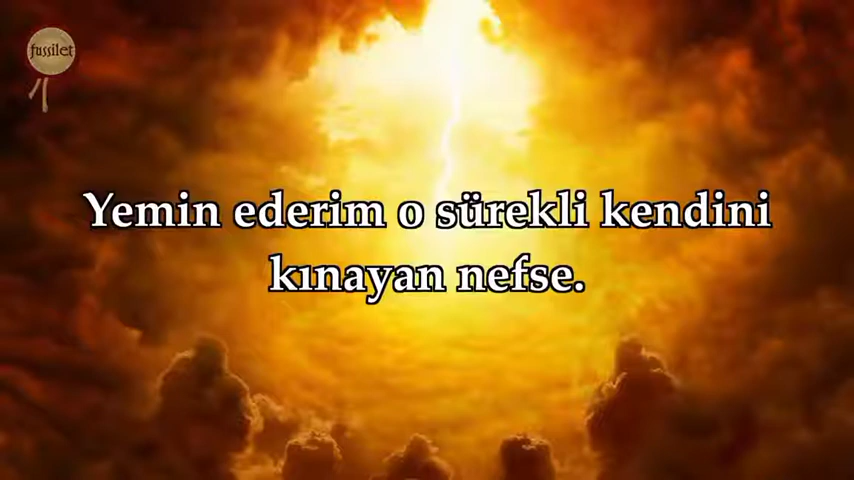 fussilet
Yemin ederim o sürekli kendini
kınayan nefse.